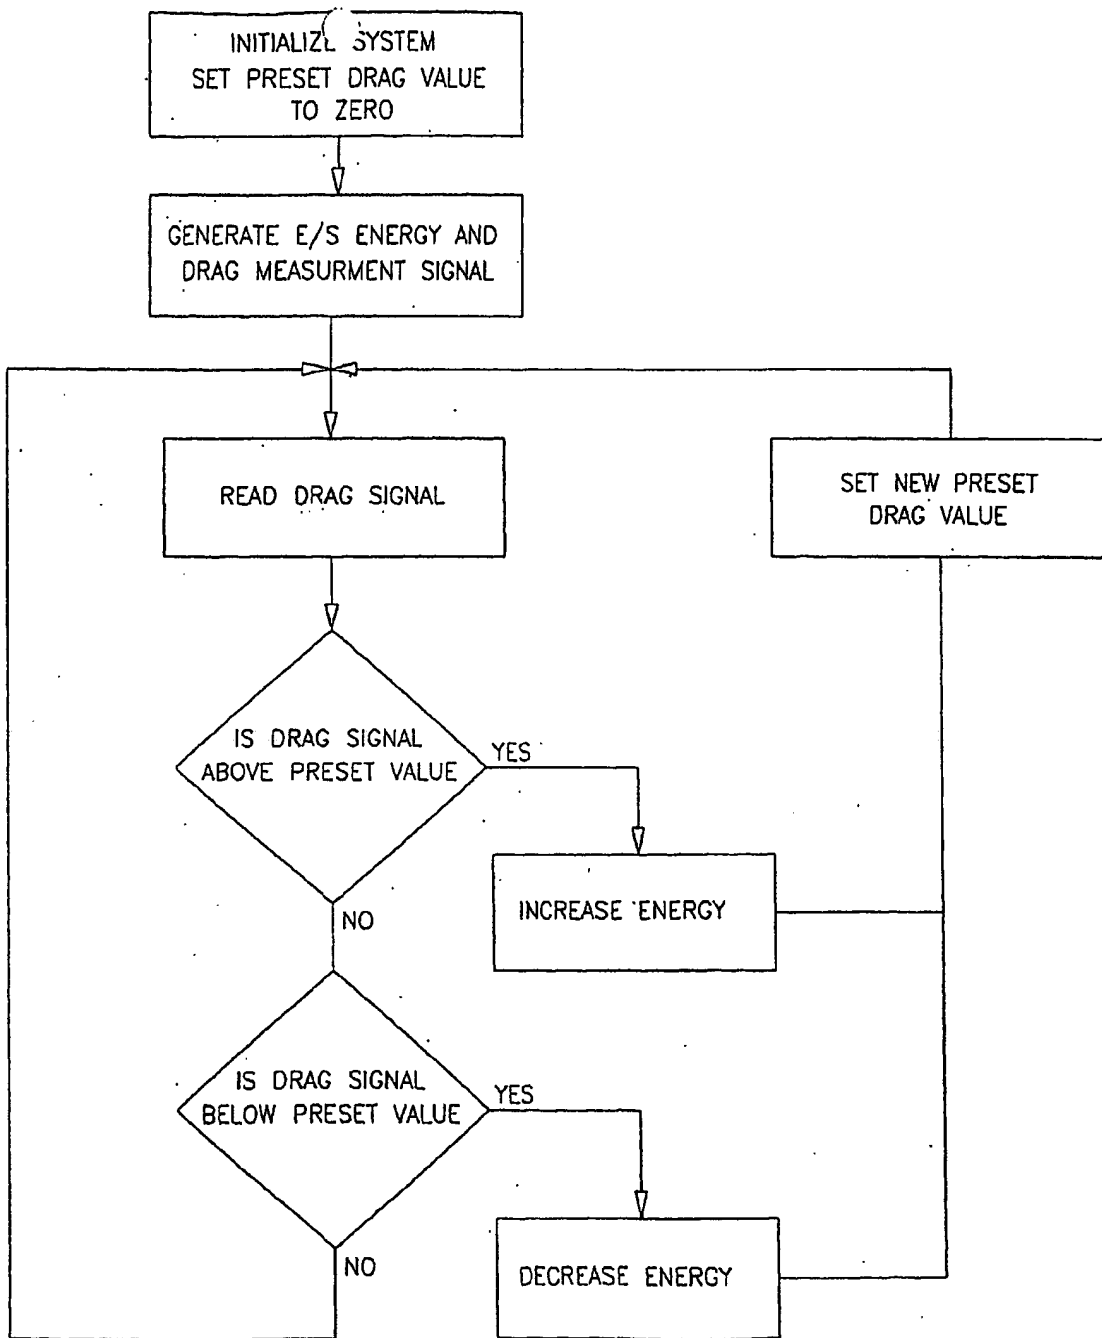 INITIALIZE SYSTEM
SET PRESET DRAG VALUE
TO ZERO
GENERATE E/S ENERGY AND
DRAG MEASURMENT SIGNAL
READ DRAG SIGNAL
SET NEW PRESET
DRAG VALUE
IS DRAG SIGNAL
ABOVE PRESET VALUE
YES
INCREASE ENERGY
NO
IS DRAG SIGNAL
BELOW PRESET VALUE
YES
DECREASE ENERGY
NO